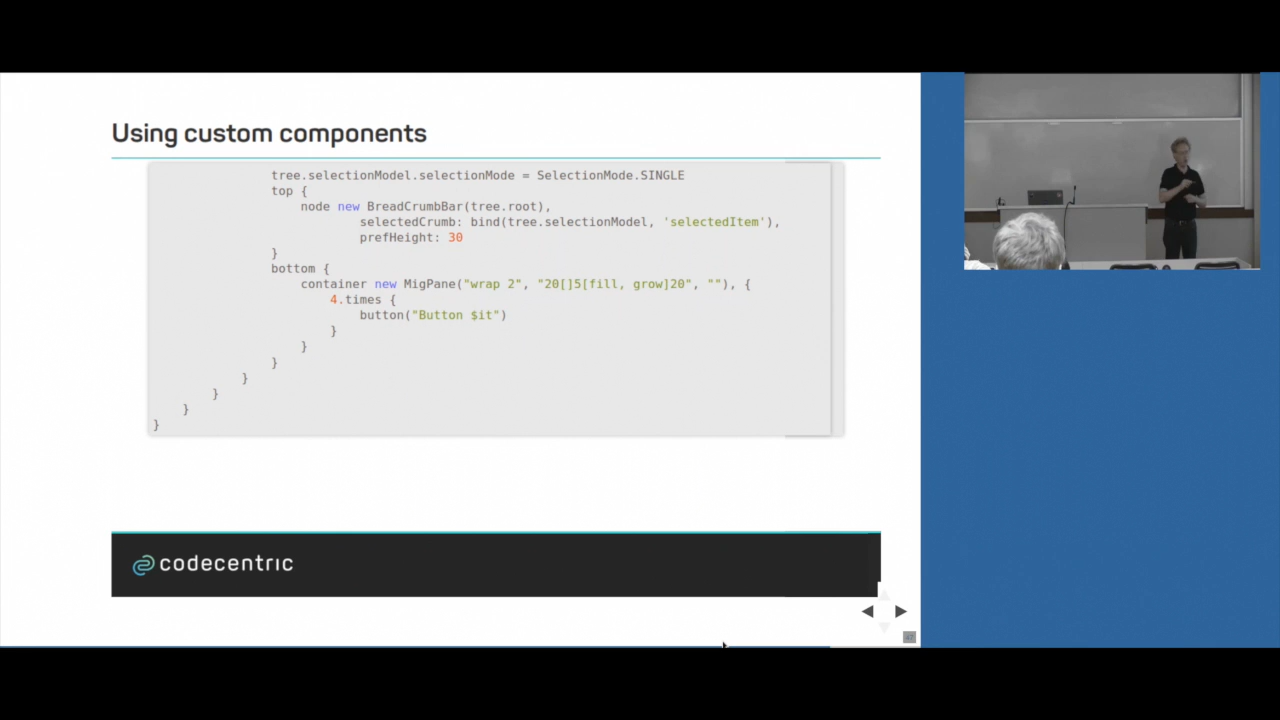 Using custom components
tree.selectionModel.selectionMode = SelectionMode.SINGLE
top {
node new BreadCrumbBar(tree.root),
selectedCrumb: bind(tree.selectionModel, 'selectedItem'),
prefHeight: 30
}
bottom {
container new MigPane("wrap 2", "20[]5[fill, grow]20", ""), {
4.times {
button("Button $it")
}
}
}
}
}
}
}
codecentric